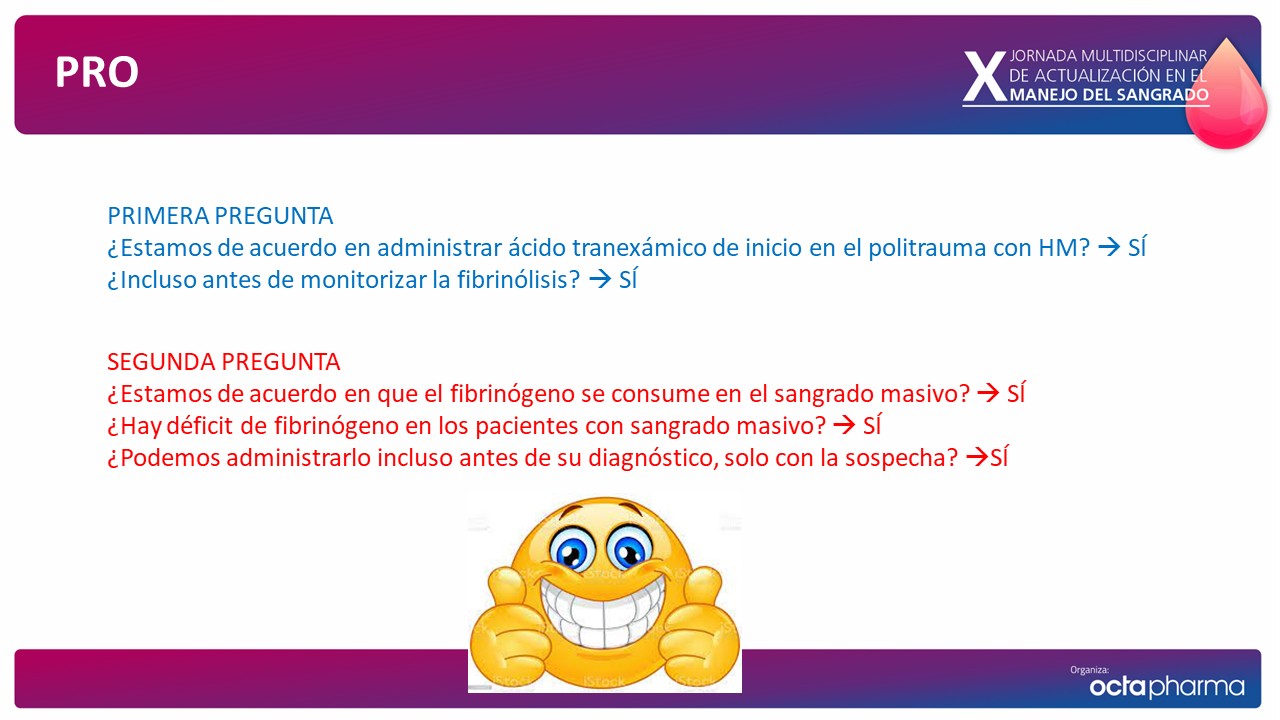 PRO
X JORNADA MULTIDISCIPLINAR
DE ACTUALIZACIÓN EN EL
MANEJO DEL SANGRADO
PRIMERA PREGUNTA
¿Estamos de acuerdo en administrar ácido tranexámico de inicio en el politrauma con HM? → SÍ
¿Incluso antes de monitorizar la fibrinólisis? → SÍ
SEGUNDA PREGUNTA
¿Estamos de acuerdo en que el fibrinógeno se consume en el sangrado masivo? → SÍ
¿Hay déficit de fibrinógeno en los pacientes con sangrado masivo? → SÍ
¿Podemos administrarlo incluso antes de su diagnóstico, solo con la sospecha? →SÍ
iStock
iStock
iStock
iStock
Organiza:
octapharma